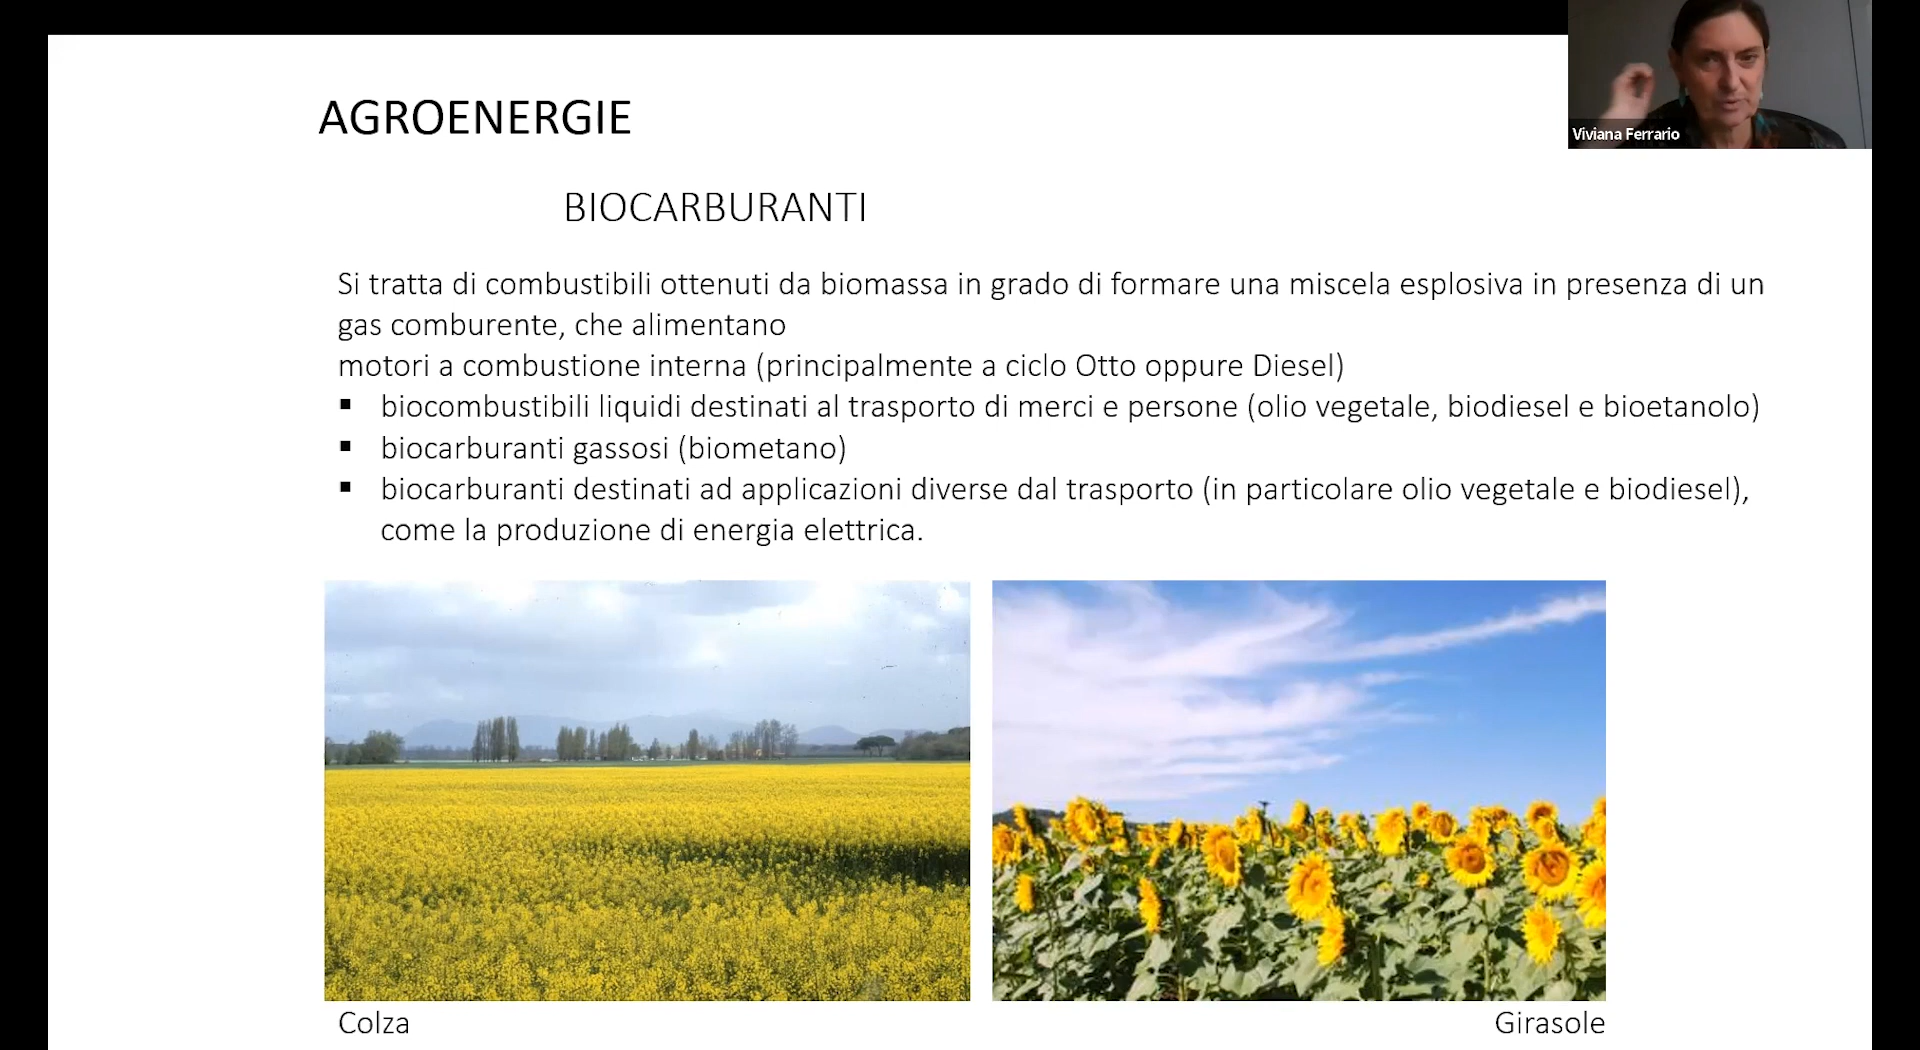 AGROENERGIE
Viviana Ferrario
BIOCARBURANTI
Si tratta di combustibili ottenuti da biomassa in grado di formare una miscela esplosiva in presenza di un
gas comburente, che alimentano
motori a combustione interna (principalmente a ciclo Otto oppure Diesel)
▪ biocombustibili liquidi destinati al trasporto di merci e persone (olio vegetale, biodiesel e bioetanolo)
▪ biocarburanti gassosi (biometano)
▪ biocarburanti destinati ad applicazioni diverse dal trasporto (in particolare olio vegetale e biodiesel),
come la produzione di energia elettrica.
Colza
Girasole